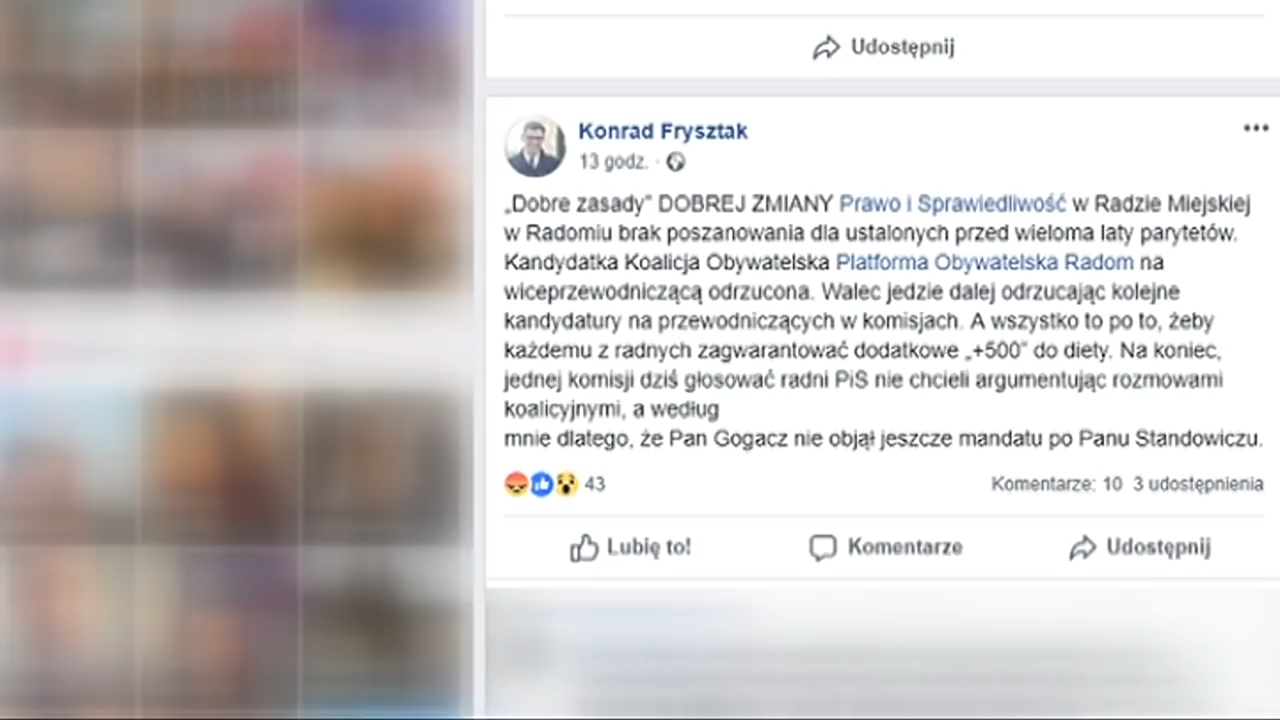 Udostępnij
Konrad Frysztak
13 godz. ·
„Dobre zasady” DOBREJ ZMIANY Prawo i Sprawiedliwość w Radzie Miejskiej
w Radomiu brak poszanowania dla ustalonych przed wieloma laty parytetów.
Kandydatka Koalicja Obywatelska Platforma Obywatelska Radom na
wiceprzewodniczącą odrzucona. Walec jedzie dalej odrzucając kolejne
kandydatury na przewodniczących w komisjach. A wszystko to po to, żeby
każdemu z radnych zagwarantować dodatkowe „+500” do diety. Na koniec,
jednej komisji dziś głosować radni PiS nie chcieli argumentując rozmowami
koalicyjnymi, a według
mnie dlatego, że Pan Gogacz nie objął jeszcze mandatu po Panu Standowiczu.
43 Komentarze: 10 3 udostępnienia
Lubię to! Komentarze Udostępnij